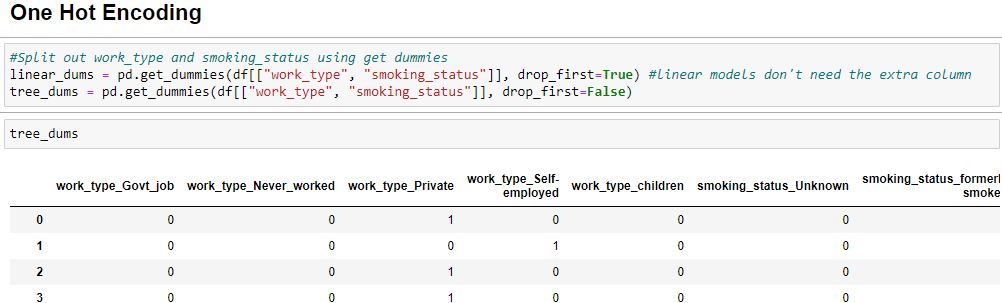 One Hot Encoding
#Split out work_type and smoking_status using get dummies
linear_dums = pd.get_dummies(df[["work_type", "smoking_status"]], drop_first=True) #linear models don't need the extra column
tree_dums = pd.get_dummies(df[["work_type", "smoking_status"]], drop_first=False)
tree_dums
work_type_Govt_job work_type_Never_worked work_type_Private work_type_Self-employed work_type_children smoking_status_Unknown smoking_status_formerl smoke
0 0 0 1 0 0 0
1 0 0 0 1 0 0
2 0 0 1 0 0 0
3 0 0 1 0 0 0